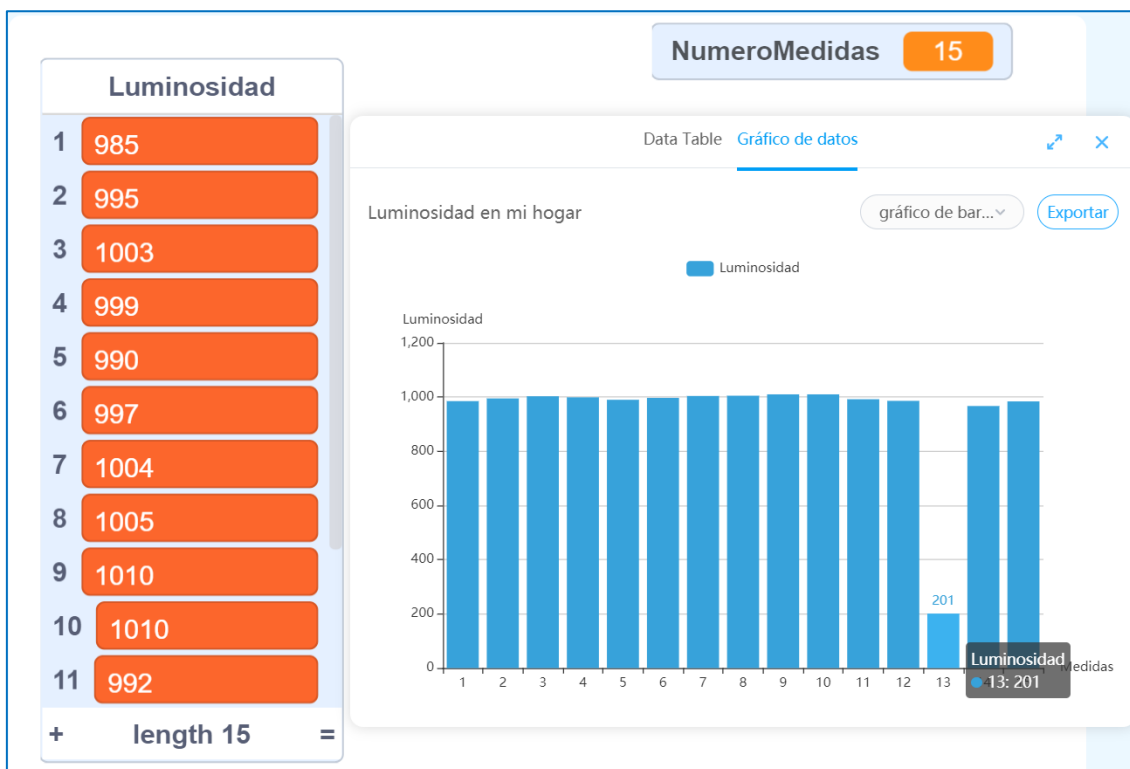 NumeroMedidas 15
Luminosidad
1 985
2 995
3 1003
4 999
5 990
6 997
7 1004
8 1005
9 1010
10 1010
11 992
+ length 15 =
Data Table Gráfico de datos
Luminosidad en mi hogar gráfico de bar... Exportar
Luminosidad
Luminosidad
1,200
1,000
800
600
400
200
0
201
1 2 3 4 5 6 7 8 9 10 11 12 13
Medidas
Luminosidad
13: 201